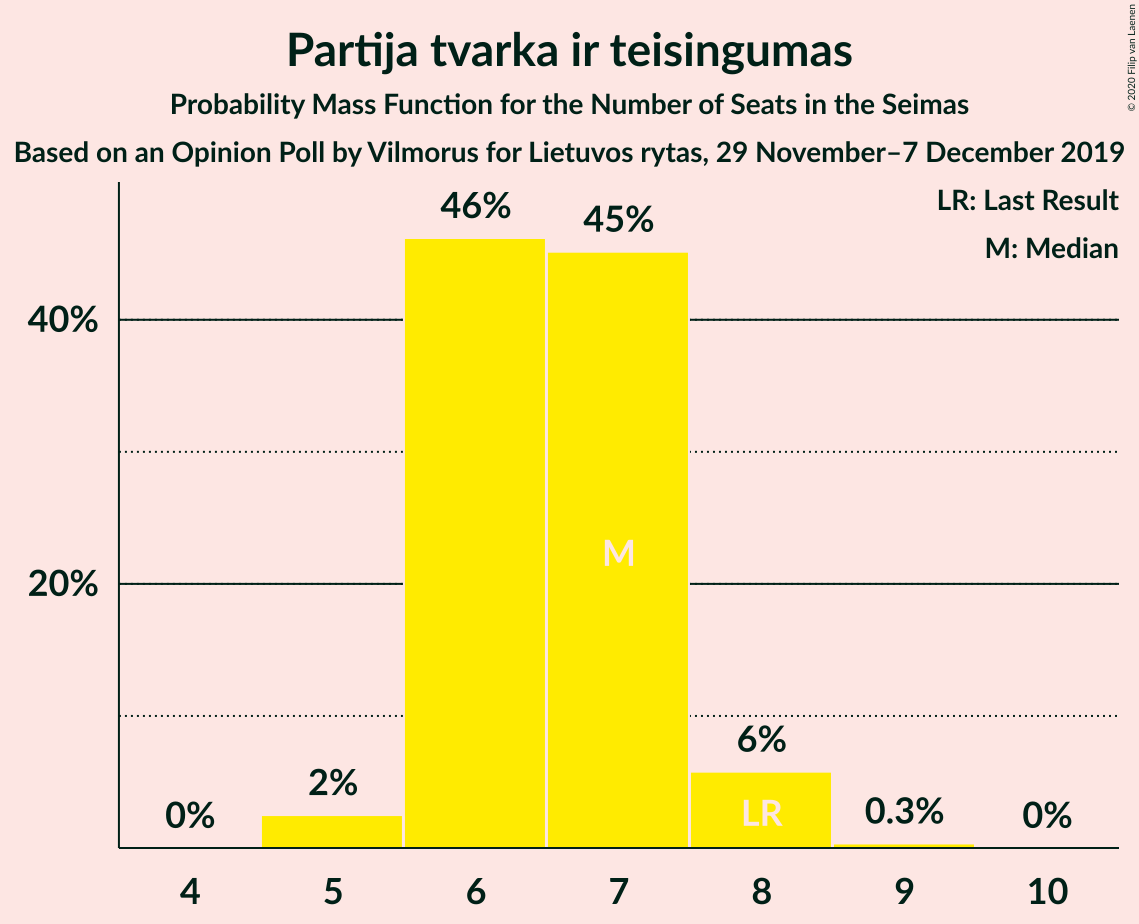 Partija tvarka ir teisingumas
Probability Mass Function for the Number of Seats in the Seimas
Based on an Opinion Poll by Vilmorus for Lietuvos rytas, 29 November–7 December 2019
© 2020 Filip van Laenen
LR: Last Result
M: Median
46%
45%
40%
M
20%
6%
2%
LR
0%
0.3%
0%
4 5 6 7 8 9 10